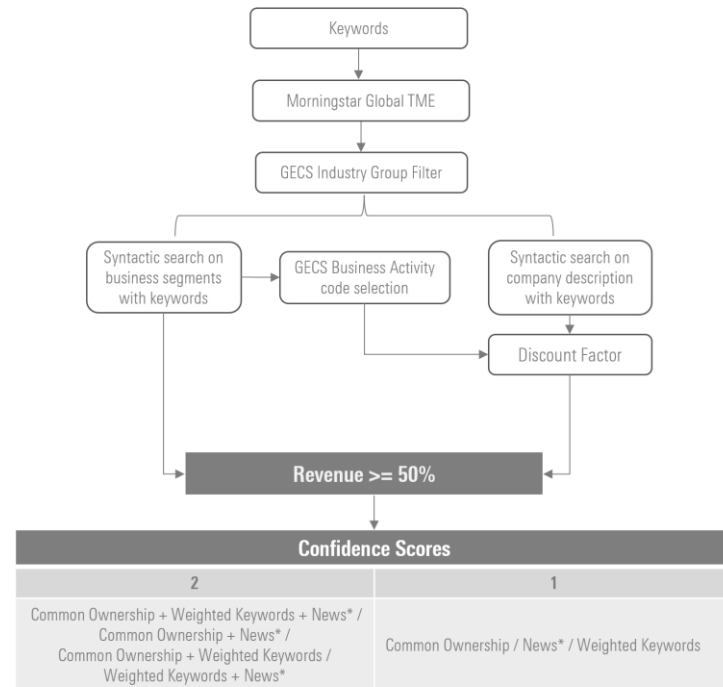 Keywords
Morningstar Global TME
GECS Industry Group Filter
Syntactic search on
business segments
with keywords
GECS Business Activity
code selection
Syntactic search on
company description
with keywords
Discount Factor
Revenue >= 50%
Confidence Scores
2
1
Common Ownership + Weighted Keywords + News* /
Common Ownership + News* /
Common Ownership + Weighted Keywords /
Weighted Keywords + News*
Common Ownership / News* / Weighted Keywords